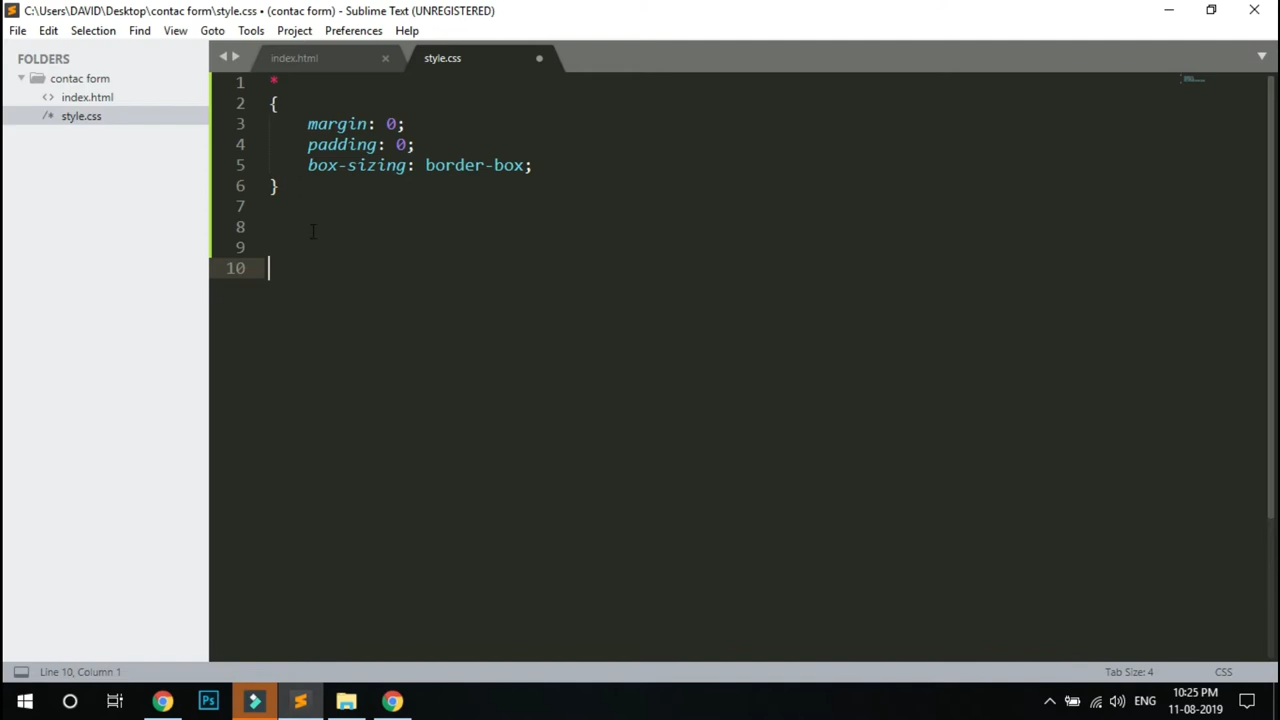 C:\Users\DAVID\Desktop\contac form\style.css • (contac form) - Sublime Text (UNREGISTERED)
File Edit Selection Find View Goto Tools Project Preferences Help
FOLDERS
contac form
<> index.html
/* style.css
index.html × style.css
1 *
2 {
3 margin: 0;
4 padding: 0;
5 box-sizing: border-box;
6 }
7
8
9
10
Line 10, Column 1 Tab Size: 4 CSS
Ps ENG 10:25 PM
11-08-2019